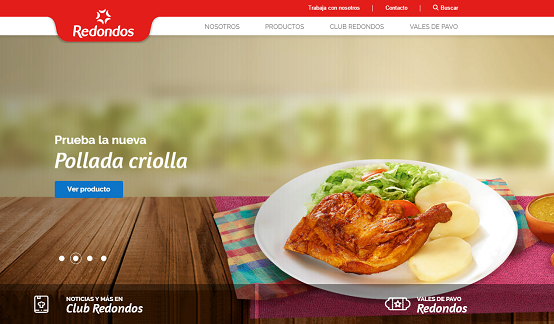 Trabaja con nosotros
Contacto
Buscar
Redondos
NOSOTROS
PRODUCTOS
CLUB REDONDOS
VALES DE PAVO
Prueba la nueva
Pollada criolla
Ver producto
NOTICIAS Y MÁS EN
Club Redondos
VALES DE PAVO
Redondos